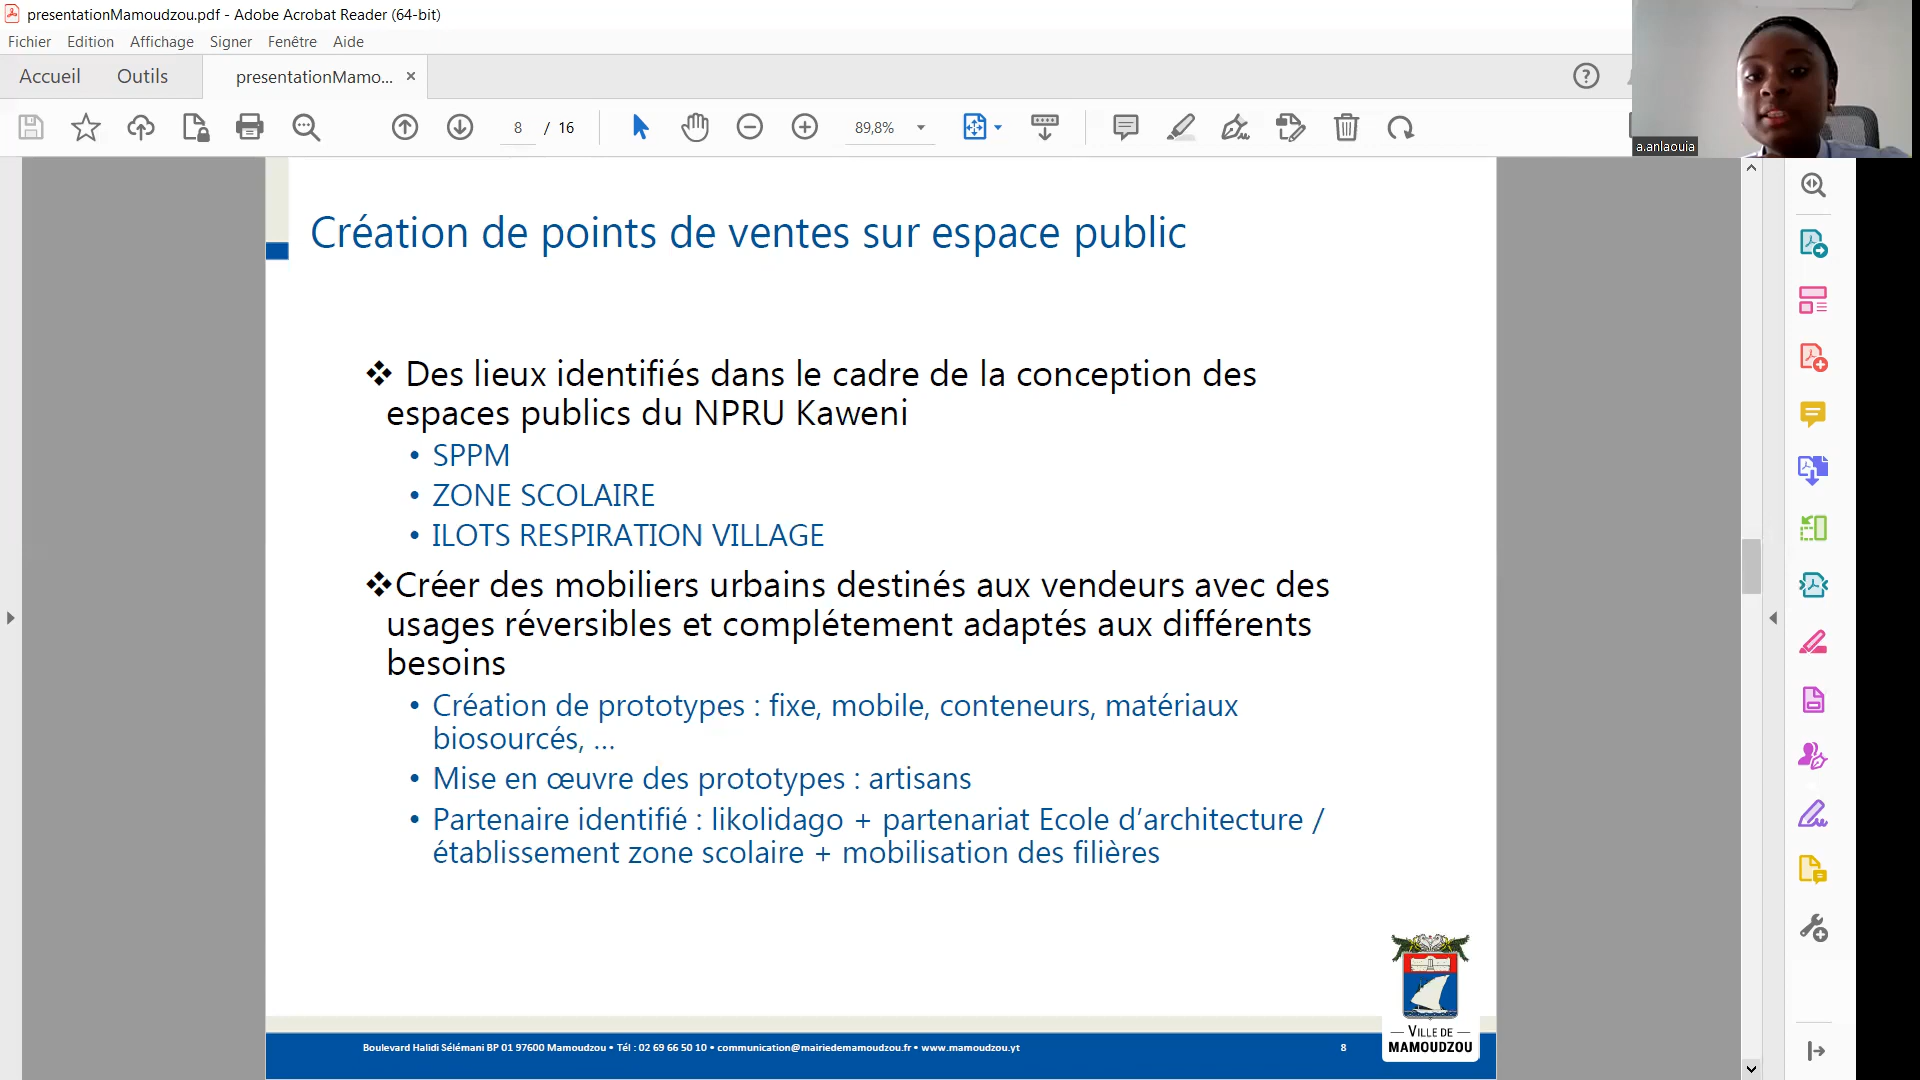 presentationMamoudzou.pdf - Adobe Acrobat Reader (64-bit)
Fichier Edition Affichage Signer Fenêtre Aide
Accueil Outils presentationMamo... ×
8 / 16 89,8%
a.anlaouia
Création de points de ventes sur espace public
❖ Des lieux identifiés dans le cadre de la conception des
espaces publics du NPRU Kaweni
• SPPM
• ZONE SCOLAIRE
• ILOTS RESPIRATION VILLAGE
❖Créer des mobiliers urbains destinés aux vendeurs avec des
usages réversibles et complétement adaptés aux différents
besoins
• Création de prototypes : fixe, mobile, conteneurs, matériaux
biosourcés, ...
• Mise en œuvre des prototypes : artisans
• Partenaire identifié : likolidago + partenariat Ecole d’architecture /
établissement zone scolaire + mobilisation des filières
VILLE DE
MAMOUDZOU
Boulevard Halidi Sélémani BP 01 97600 Mamoudzou • Tél : 02 69 66 50 10 • communication@mairiedemamoudzou.fr • www.mamoudzou.yt
8